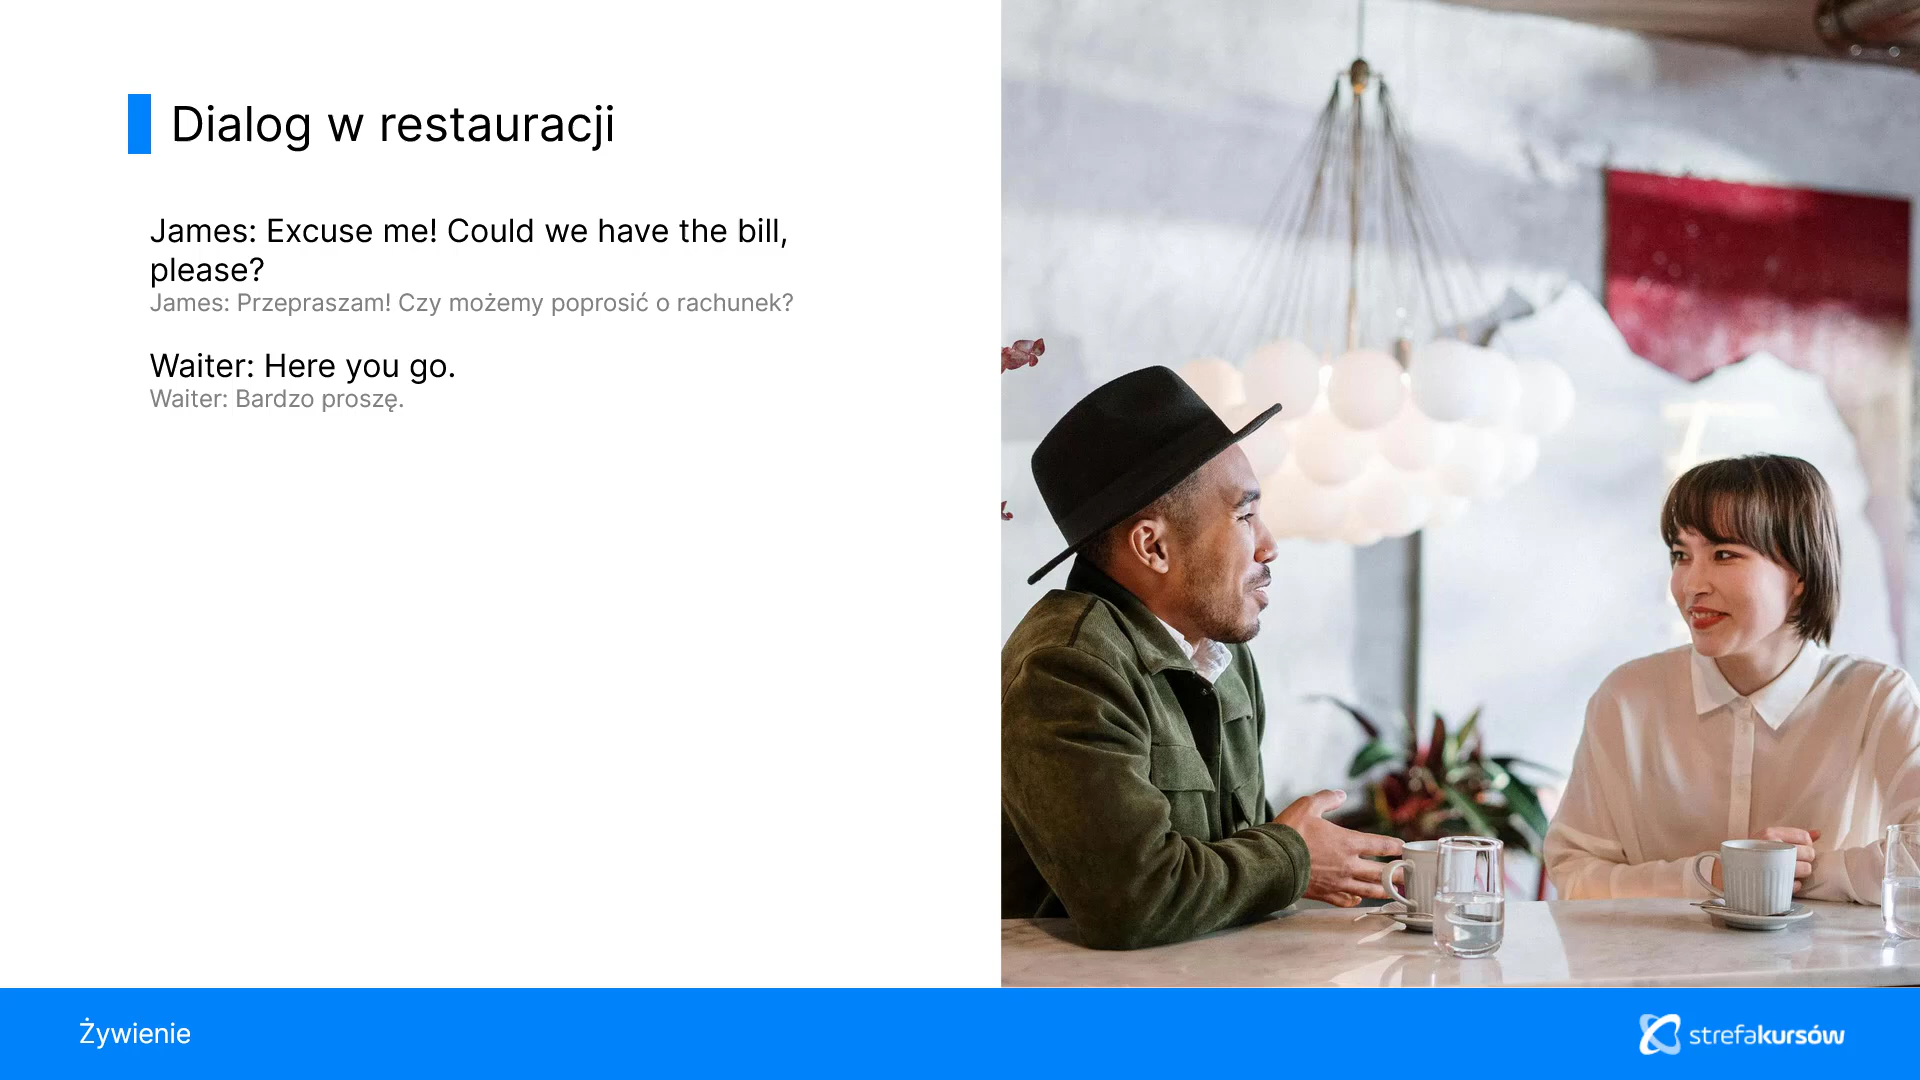 Dialog w restauracji
James: Excuse me! Could we have the bill,
please?
James: Przepraszam! Czy możemy poprosić o rachunek?
Waiter: Here you go.
Waiter: Bardzo proszę.
Żywienie
strefakursów